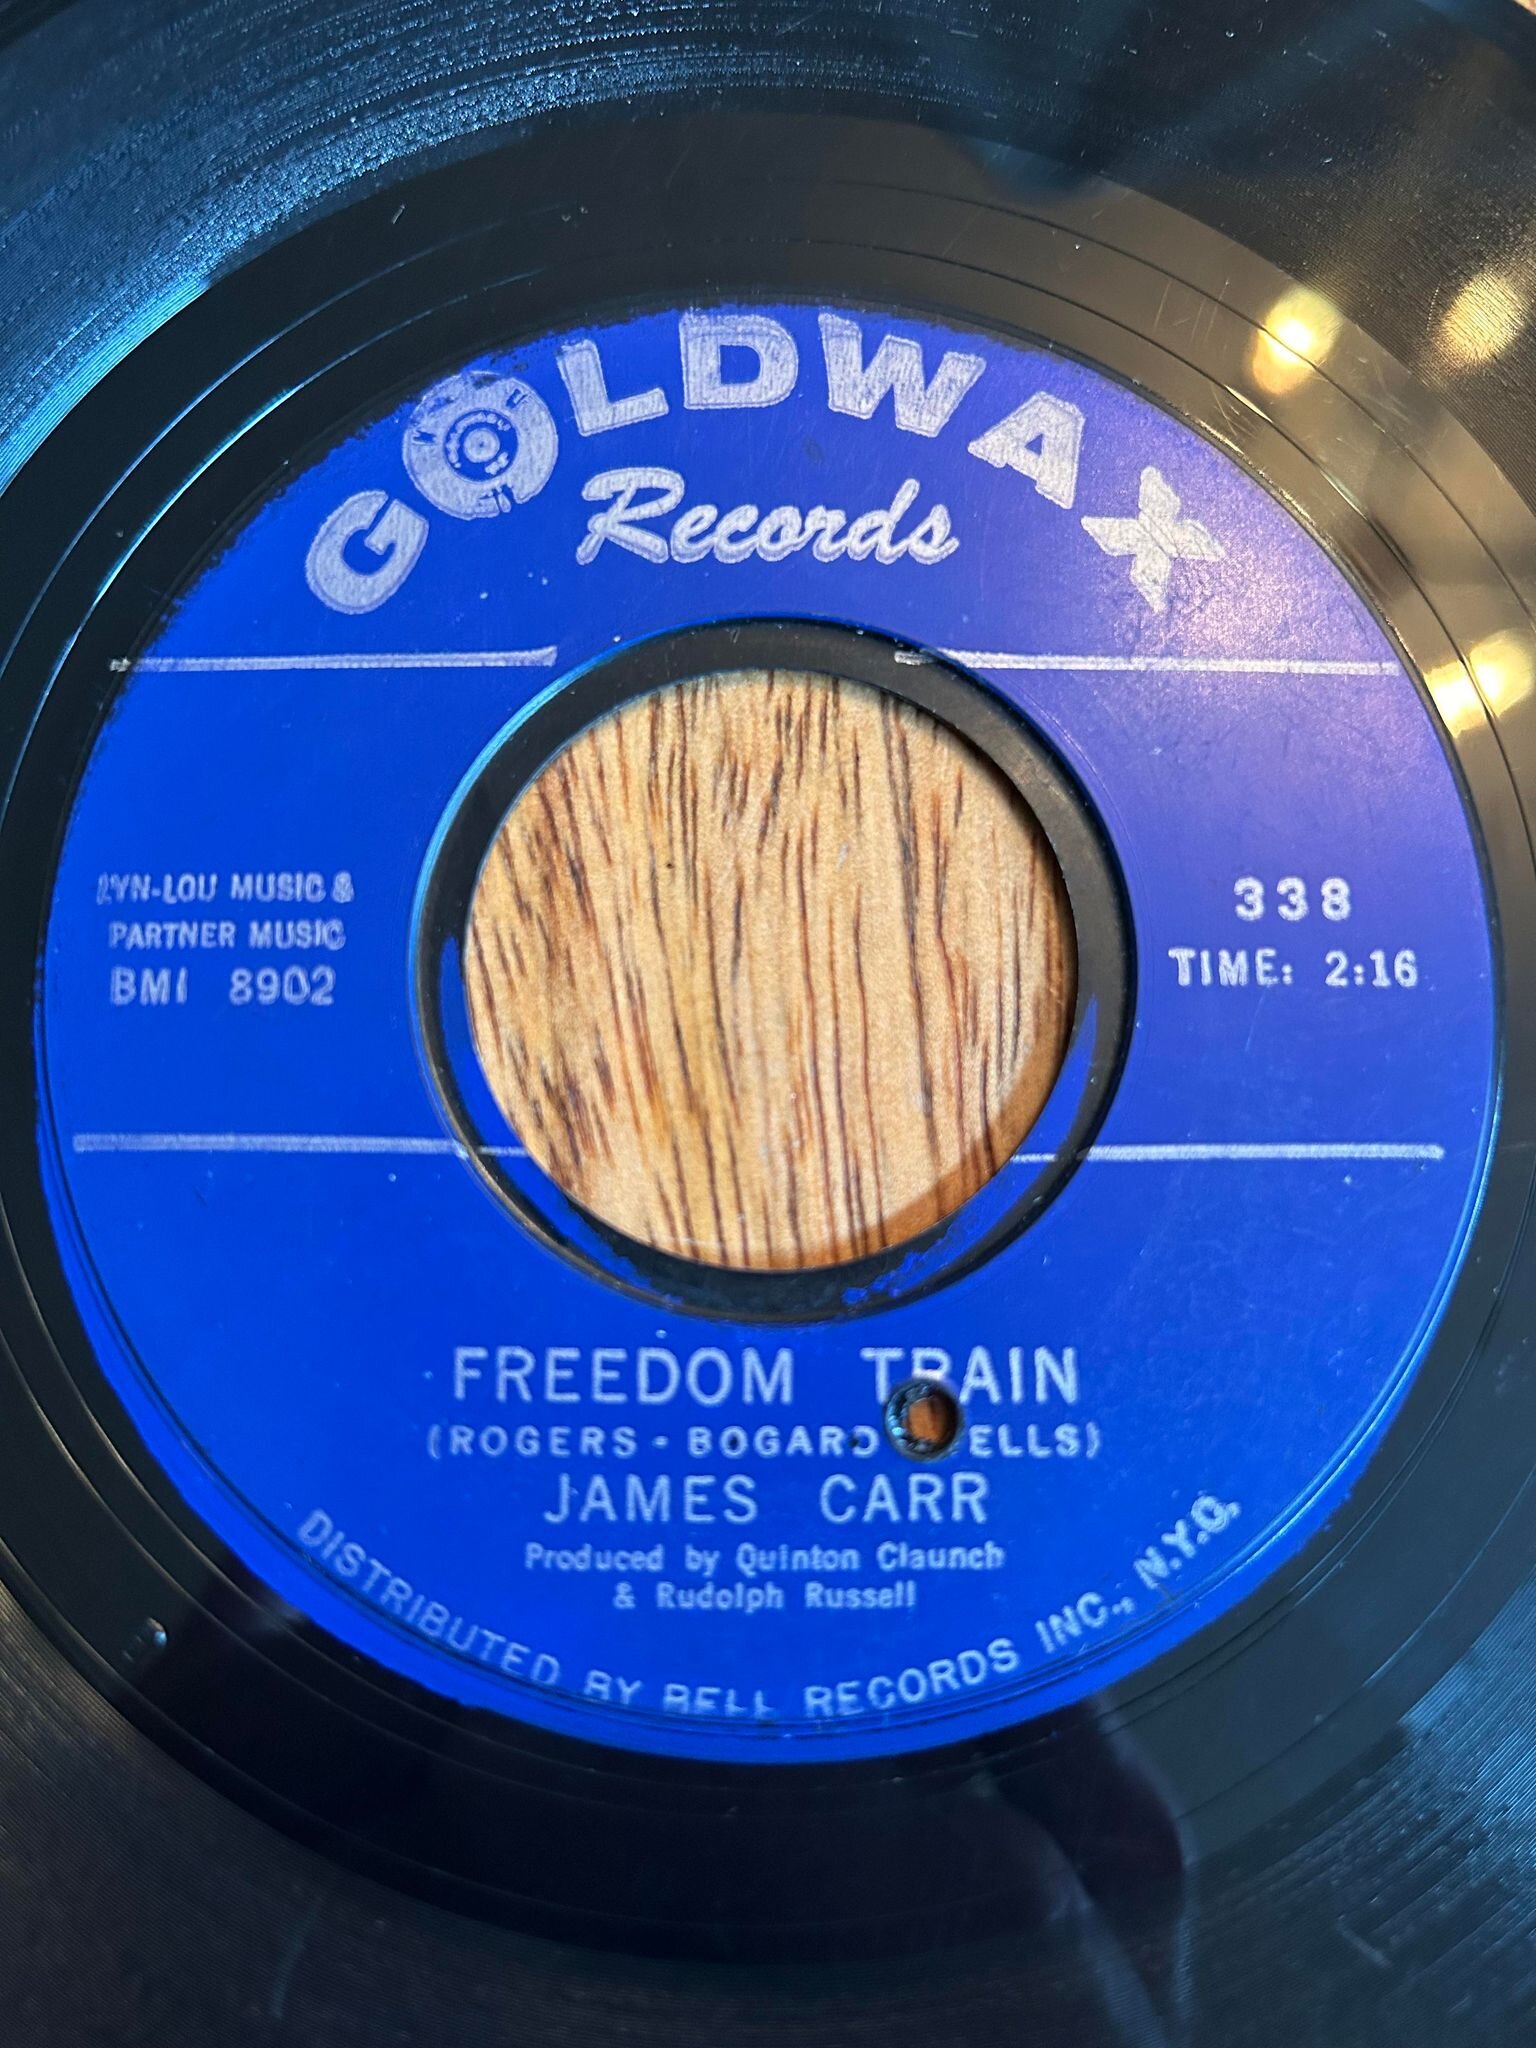 GOLDWAX
Records
LYN-LOU MUSIC &
PARTNER MUSIC
BMI 8902
338
TIME: 2:16
FREEDOM TRAIN
(ROGERS - BOGARD ELLS)
JAMES CARR
Produced by Quinton Claunch
& Rudolph Russell
DISTRIBUTED BY BELL RECORDS INC., N.Y.C.